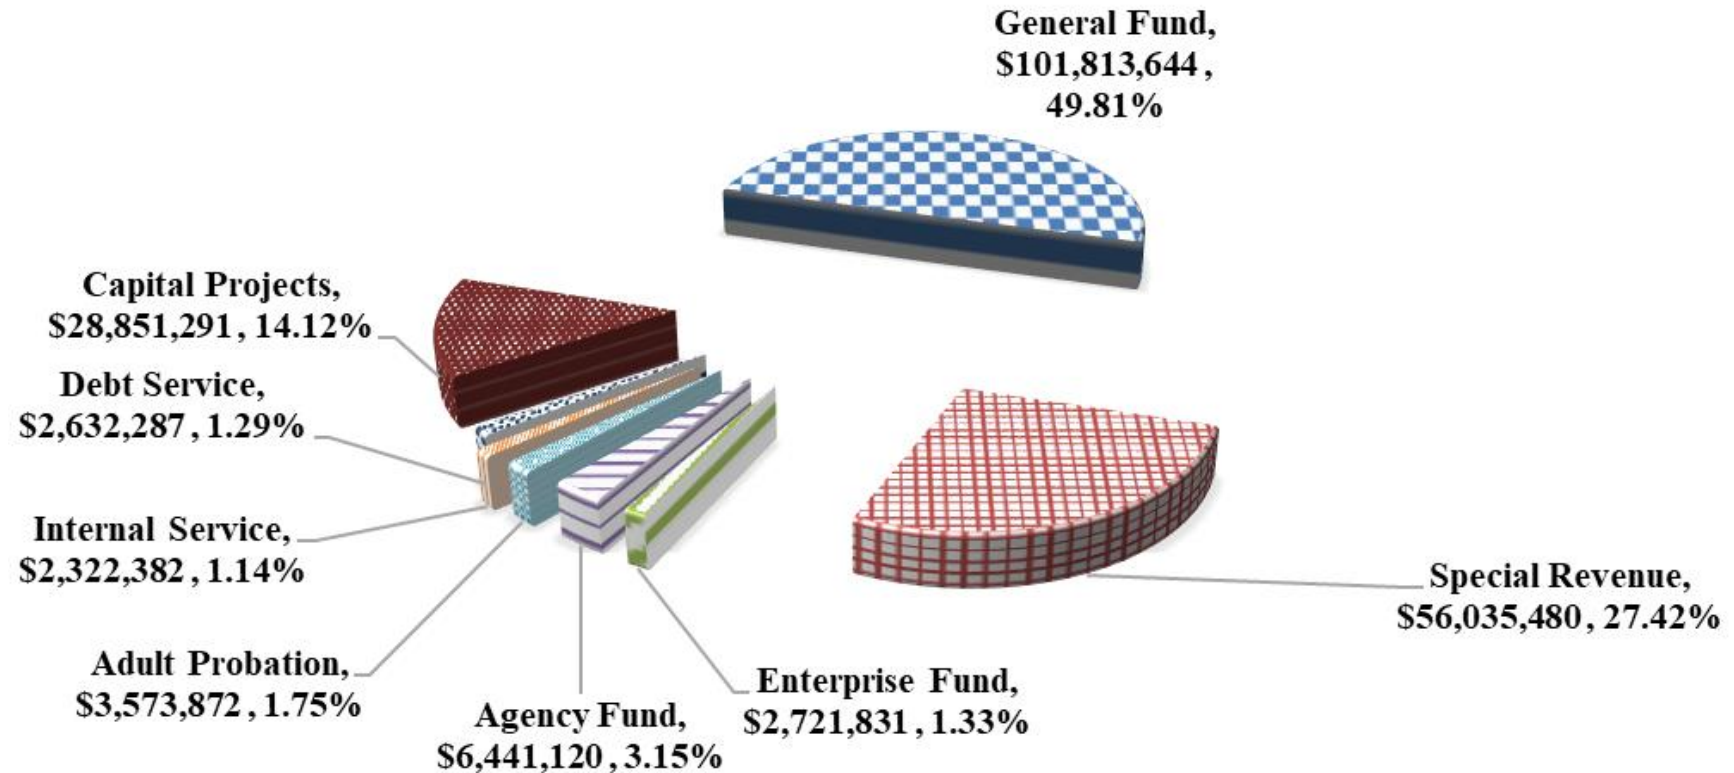 General Fund,
$101,813,644 ,
49.81%
Capital Projects,
$28,851,291 , 14.12%
Debt Service,
$2,632,287 , 1.29%
Internal Service,
$2,322,382 , 1.14%
Adult Probation,
$3,573,872 , 1.75%
Agency Fund,
$6,441,120 , 3.15%
Enterprise Fund,
$2,721,831 , 1.33%
Special Revenue,
$56,035,480 , 27.42%